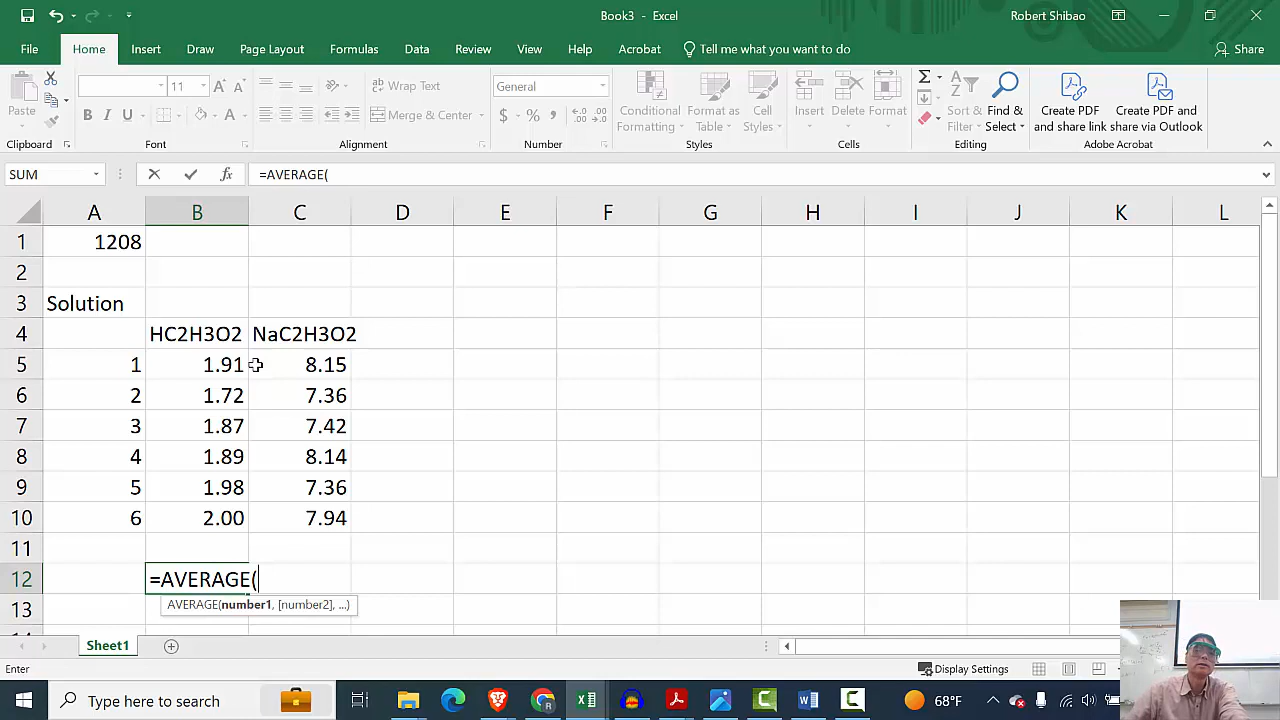 Book3 - Excel
Robert Shibao
File Home Insert Draw Page Layout Formulas Data Review View Help Acrobat Tell me what you want to do Share
Paste
Clipboard
11
B I U
Font
Wrap Text
Merge & Center
Alignment
General
$ % ,
Number
Conditional Formatting
Format as Table
Cell Styles
Styles
Insert Delete Format
Cells
Sort & Filter
Find & Select
Editing
Create PDF and share link
Create PDF and share via Outlook
Adobe Acrobat
SUM fx =AVERAGE(
A B C D E F G H I J K L
1 1208
2
3 Solution
4 HC2H3O2 NaC2H3O2
5 1 1.91 8.15
6 2 1.72 7.36
7 3 1.87 7.42
8 4 1.89 8.14
9 5 1.98 7.36
10 6 2.00 7.94
11
12 =AVERAGE(
AVERAGE(number1, [number2], ...)
13
Sheet1
Enter
Display Settings
Type here to search
68°F